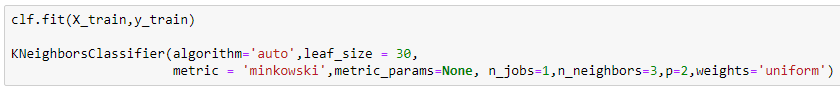 clf.fit(X_train,y_train)
KNeighborsClassifier(algorithm='auto',leaf_size = 30,
metric = 'minkowski',metric_params=None, n_jobs=1,n_neighbors=3,p=2,weights='uniform')